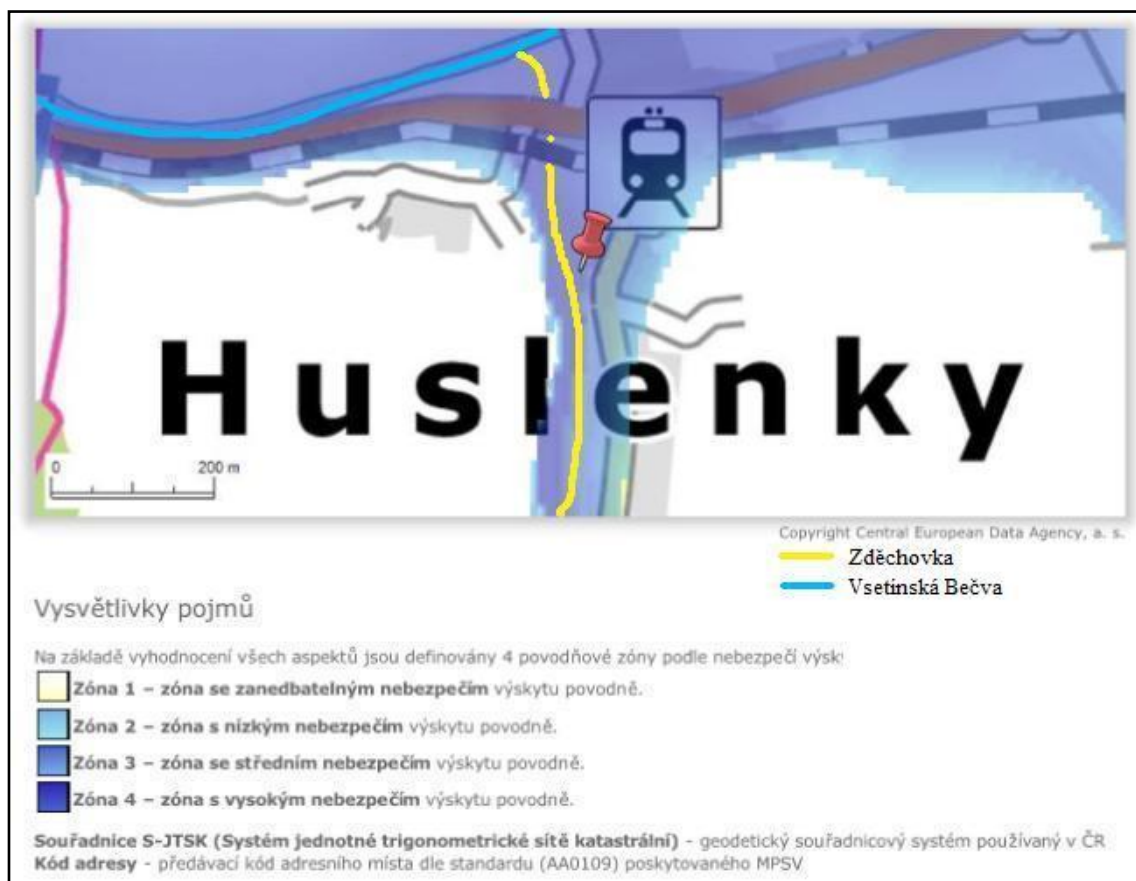 Huslenky
0 200 m
Copyright Central European Data Agency, a. s.
Zděchovka
Vsetínská Bečva
Vysvětlivky pojmů
Na základě vyhodnocení všech aspektů jsou definovány 4 povodňové zóny podle nebezpečí výsk
Zóna 1 – zóna se zanedbatelným nebezpečím výskytu povodně.
Zóna 2 – zóna s nízkým nebezpečím výskytu povodně.
Zóna 3 – zóna se středním nebezpečím výskytu povodně.
Zóna 4 – zóna s vysokým nebezpečím výskytu povodně.
Souřadnice S-JTSK (Systém jednotné trigonometrické sítě katastrální) - geodetický souřadnicový systém používaný v ČR
Kód adresy - předávací kód adresního místa dle standardu (AA0109) poskytovaného MPSV